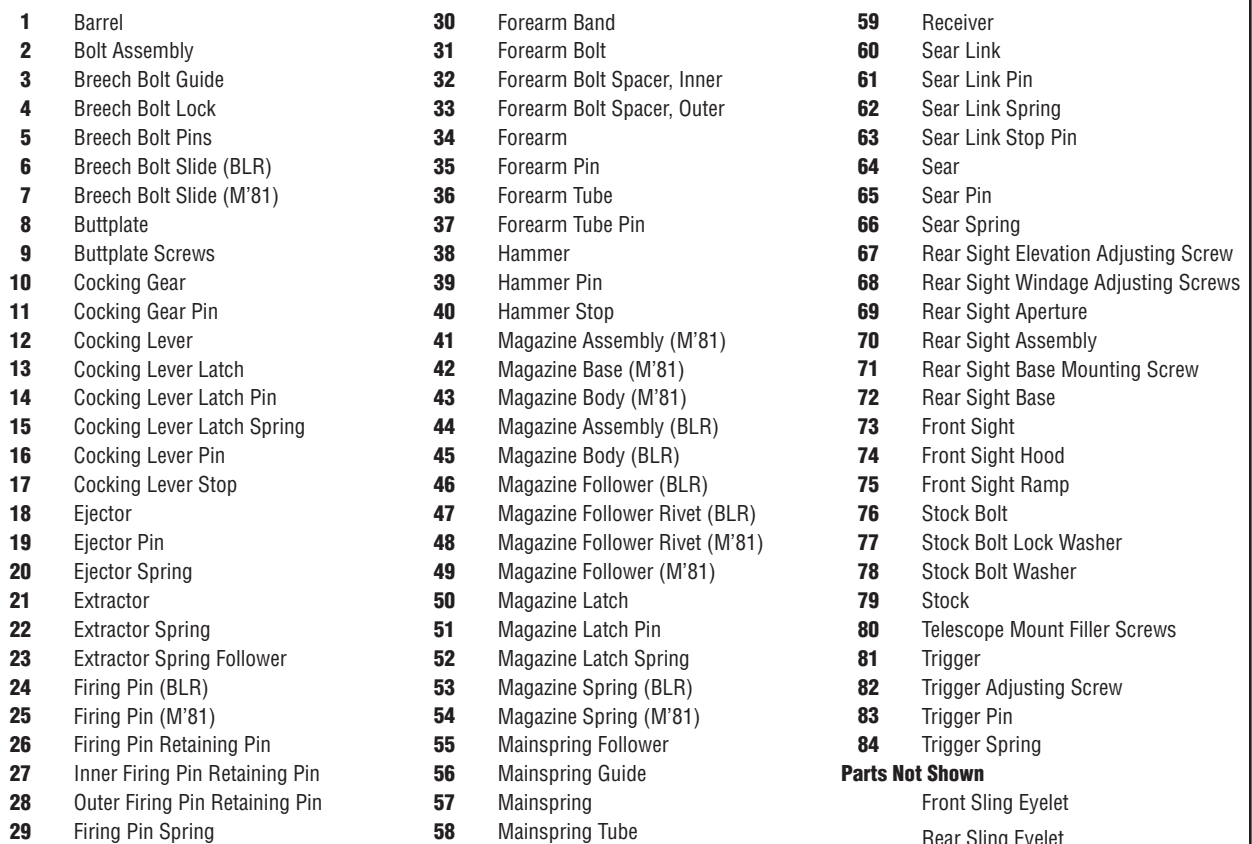 1 Barrel
2 Bolt Assembly
3 Breech Bolt Guide
4 Breech Bolt Lock
5 Breech Bolt Pins
6 Breech Bolt Slide (BLR)
7 Breech Bolt Slide (M’81)
8 Buttplate
9 Buttplate Screws
10 Cocking Gear
11 Cocking Gear Pin
12 Cocking Lever
13 Cocking Lever Latch
14 Cocking Lever Latch Pin
15 Cocking Lever Latch Spring
16 Cocking Lever Pin
17 Cocking Lever Stop
18 Ejector
19 Ejector Pin
20 Ejector Spring
21 Extractor
22 Extractor Spring
23 Extractor Spring Follower
24 Firing Pin (BLR)
25 Firing Pin (M’81)
26 Firing Pin Retaining Pin
27 Inner Firing Pin Retaining Pin
28 Outer Firing Pin Retaining Pin
29 Firing Pin Spring
30 Forearm Band
31 Forearm Bolt
32 Forearm Bolt Spacer, Inner
33 Forearm Bolt Spacer, Outer
34 Forearm
35 Forearm Pin
36 Forearm Tube
37 Forearm Tube Pin
38 Hammer
39 Hammer Pin
40 Hammer Stop
41 Magazine Assembly (M’81)
42 Magazine Base (M’81)
43 Magazine Body (M’81)
44 Magazine Assembly (BLR)
45 Magazine Body (BLR)
46 Magazine Follower (BLR)
47 Magazine Follower Rivet (BLR)
48 Magazine Follower Rivet (M’81)
49 Magazine Follower (M’81)
50 Magazine Latch
51 Magazine Latch Pin
52 Magazine Latch Spring
53 Magazine Spring (BLR)
54 Magazine Spring (M’81)
55 Mainspring Follower
56 Mainspring Guide
57 Mainspring
58 Mainspring Tube
59 Receiver
60 Sear Link
61 Sear Link Pin
62 Sear Link Spring
63 Sear Link Stop Pin
64 Sear
65 Sear Pin
66 Sear Spring
67 Rear Sight Elevation Adjusting Screw
68 Rear Sight Windage Adjusting Screws
69 Rear Sight Aperture
70 Rear Sight Assembly
71 Rear Sight Base Mounting Screw
72 Rear Sight Base
73 Front Sight
74 Front Sight Hood
75 Front Sight Ramp
76 Stock Bolt
77 Stock Bolt Lock Washer
78 Stock Bolt Washer
79 Stock
80 Telescope Mount Filler Screws
81 Trigger
82 Trigger Adjusting Screw
83 Trigger Pin
84 Trigger Spring
Parts Not Shown
Front Sling Eyelet
Rear Sling Eyelet